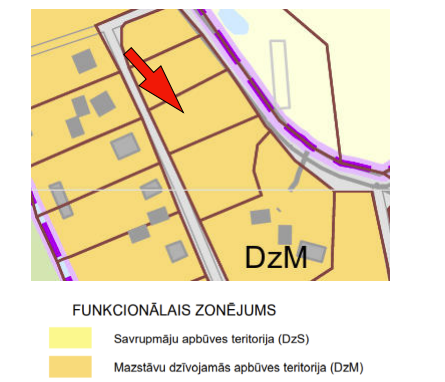 DzM
FUNKCIONĀLAIS ZONĒJUMS
Savrupmāju apbūves teritorija (DzS)
Mazstāvu dzīvojamās apbūves teritorija (DzM)